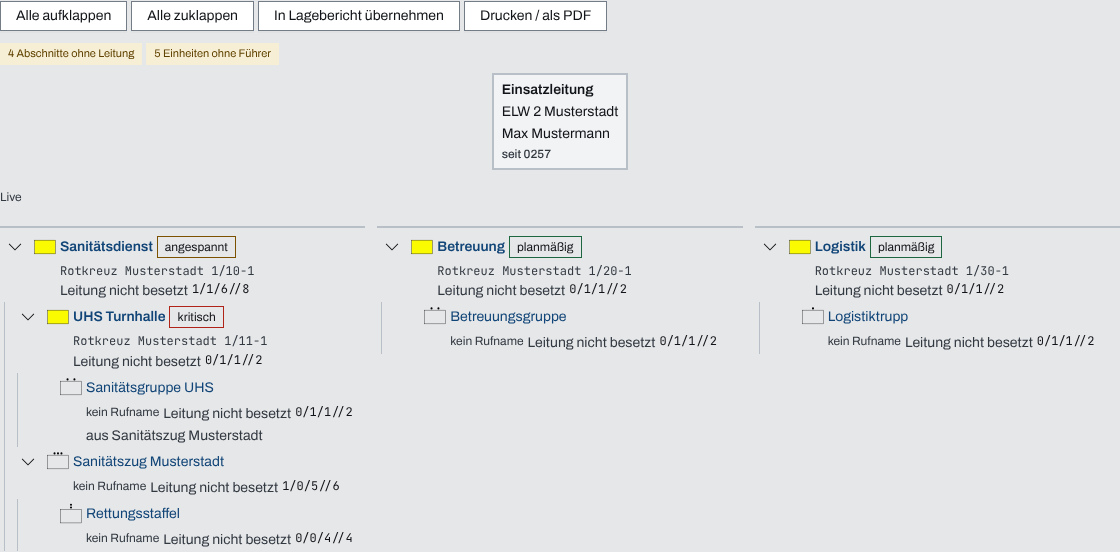 Alle aufklappen Alle zuklappen In Lagebericht übernehmen Drucken / als PDF
4 Abschnitte ohne Leitung 5 Einheiten ohne Führer
Einsatzleitung
ELW 2 Musterstadt
Max Mustermann
seit 0257
Live
Sanitätsdienst angespannt
Rotkreuz Musterstadt 1/10-1
Leitung nicht besetzt 1/1/6//8
UHS Turnhalle kritisch
Rotkreuz Musterstadt 1/11-1
Leitung nicht besetzt 0/1/1//2
Sanitätsgruppe UHS
kein Rufname Leitung nicht besetzt 0/1/1//2
aus Sanitätszug Musterstadt
Sanitätszug Musterstadt
kein Rufname Leitung nicht besetzt 1/0/5//6
Rettungsstaffel
kein Rufname Leitung nicht besetzt 0/0/4//4
Betreuung planmäßig
Rotkreuz Musterstadt 1/20-1
Leitung nicht besetzt 0/1/1//2
Betreuungsgruppe
kein Rufname Leitung nicht besetzt 0/1/1//2
Logistik planmäßig
Rotkreuz Musterstadt 1/30-1
Leitung nicht besetzt 0/1/1//2
Logistiktrupp
kein Rufname Leitung nicht besetzt 0/1/1//2